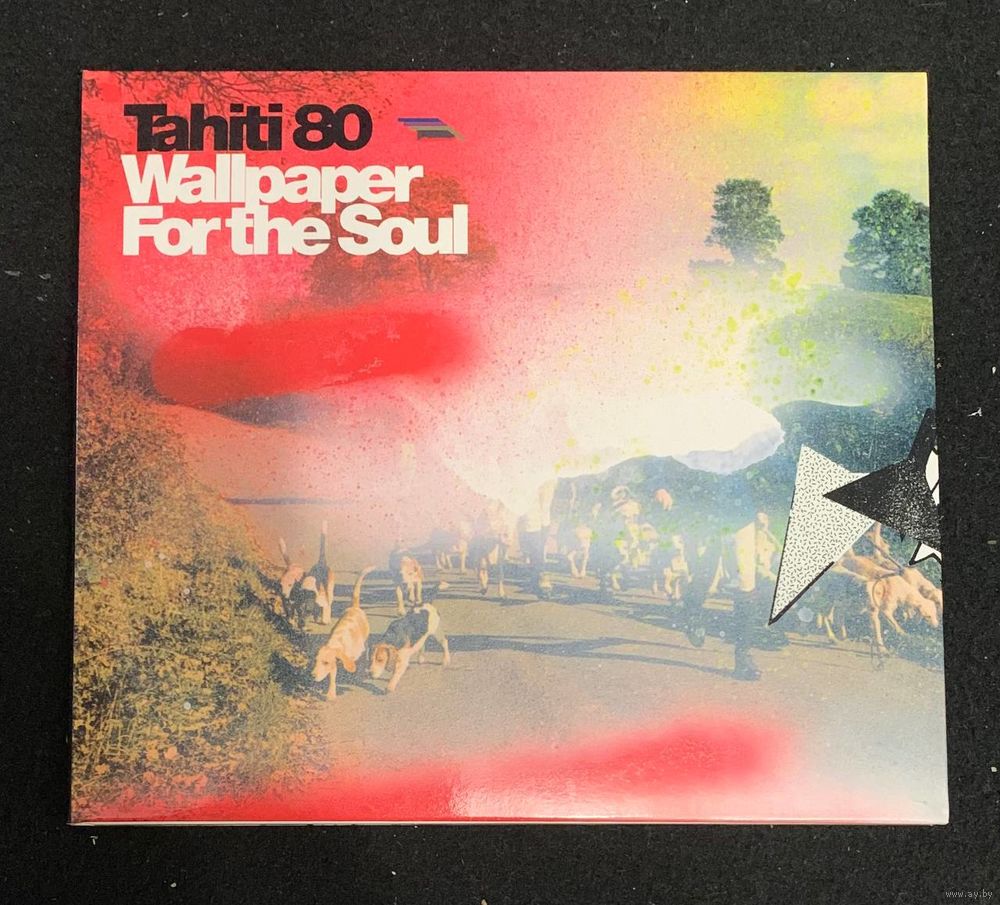 Tahiti 80
Wallpaper
For the Soul
www.ay.by